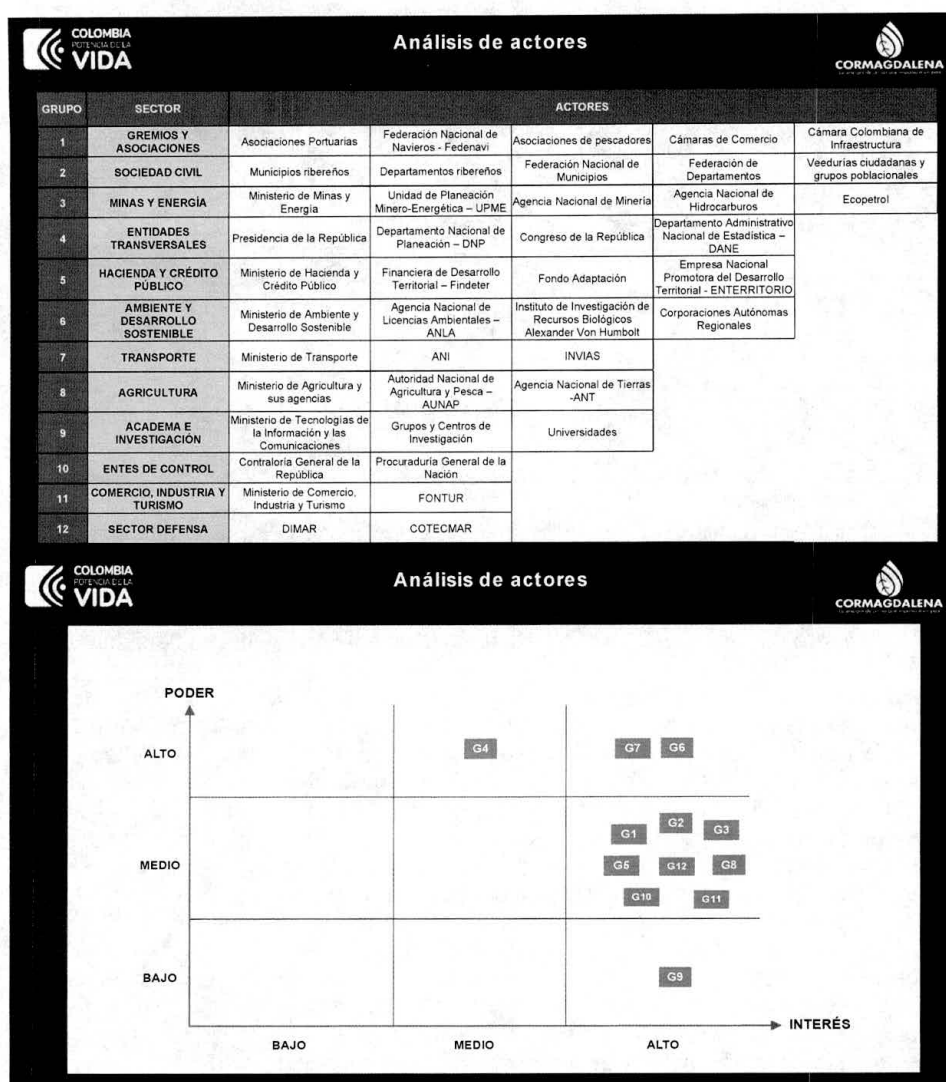 COLOMBIA
POTENCIA DE LA
VIDA
Análisis de actores
CORMAGDALENA
GRUPO SECTOR ACTORES
1 GREMIOS Y ASOCIACIONES Asociaciones Portuarias Federación Nacional de Navieros - Fedenavi Asociaciones de pescadores Cámaras de Comercio Cámara Colombiana de Infraestructura
2 SOCIEDAD CIVIL Municipios ribereños Departamentos ribereños Federación Nacional de Municipios Federación de Departamentos Veedurías ciudadanas y grupos poblacionales
3 MINAS Y ENERGÍA Ministerio de Minas y Energía Unidad de Planeación Minero-Energética – UPME Agencia Nacional de Minería Agencia Nacional de Hidrocarburos Ecopetrol
4 ENTIDADES TRANSVERSALES Presidencia de la República Departamento Nacional de Planeación – DNP Congreso de la República Departamento Administrativo Nacional de Estadística – DANE
5 HACIENDA Y CRÉDITO PÚBLICO Ministerio de Hacienda y Crédito Público Financiera de Desarrollo Territorial – Findeter Fondo Adaptación Empresa Nacional Promotora del Desarrollo Territorial - ENTERRITORIO
6 AMBIENTE Y DESARROLLO SOSTENIBLE Ministerio de Ambiente y Desarrollo Sostenible Agencia Nacional de Licencias Ambientales – ANLA Instituto de Investigación de Recursos Biológicos Alexander Von Humbolt Corporaciones Autónomas Regionales
7 TRANSPORTE Ministerio de Transporte ANI INVIAS
8 AGRICULTURA Ministerio de Agricultura y sus agencias Autoridad Nacional de Agricultura y Pesca – AUNAP Agencia Nacional de Tierras -ANT
9 ACADEMA E INVESTIGACIÓN Ministerio de Tecnologías de la Información y las Comunicaciones Grupos y Centros de Investigación Universidades
10 ENTES DE CONTROL Contraloría General de la República Procuraduría General de la Nación
11 COMERCIO, INDUSTRIA Y TURISMO Ministerio de Comercio, Industria y Turismo FONTUR
12 SECTOR DEFENSA DIMAR COTECMAR
COLOMBIA
POTENCIA DE LA
VIDA
Análisis de actores
CORMAGDALENA
PODER
ALTO G4 G7 G6
G1 G2 G3
MEDIO G5 G12 G8
G10 G11
BAJO G9
INTERÉS
BAJO MEDIO ALTO